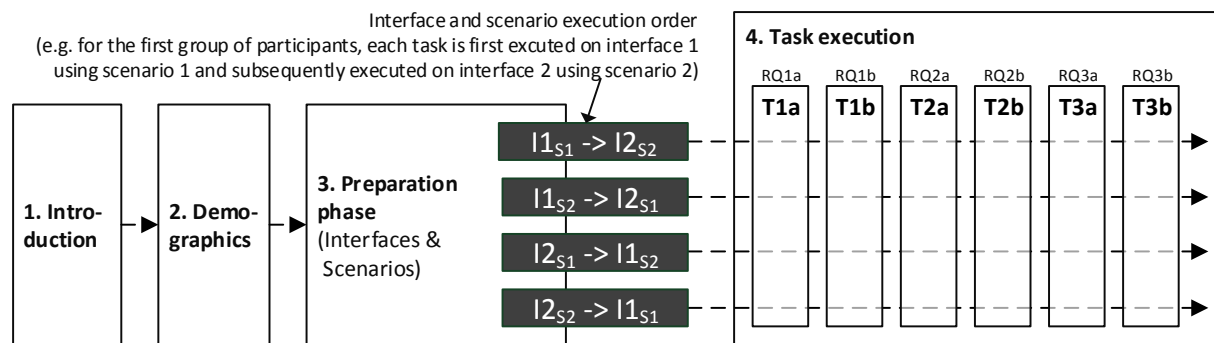 Interface and scenario execution order
(e.g. for the first group of participants, each task is first excuted on interface 1
using scenario 1 and subsequently executed on interface 2 using scenario 2)
1. Intro-
duction
2. Demo-
graphics
3. Preparation
phase
(Interfaces &
Scenarios)
I1S1 -> I2S2
I1S2 -> I2S1
I2S1 -> I1S2
I2S2 -> I1S1
4. Task execution
RQ1a RQ1b RQ2a RQ2b RQ3a RQ3b
T1a T1b T2a T2b T3a T3b